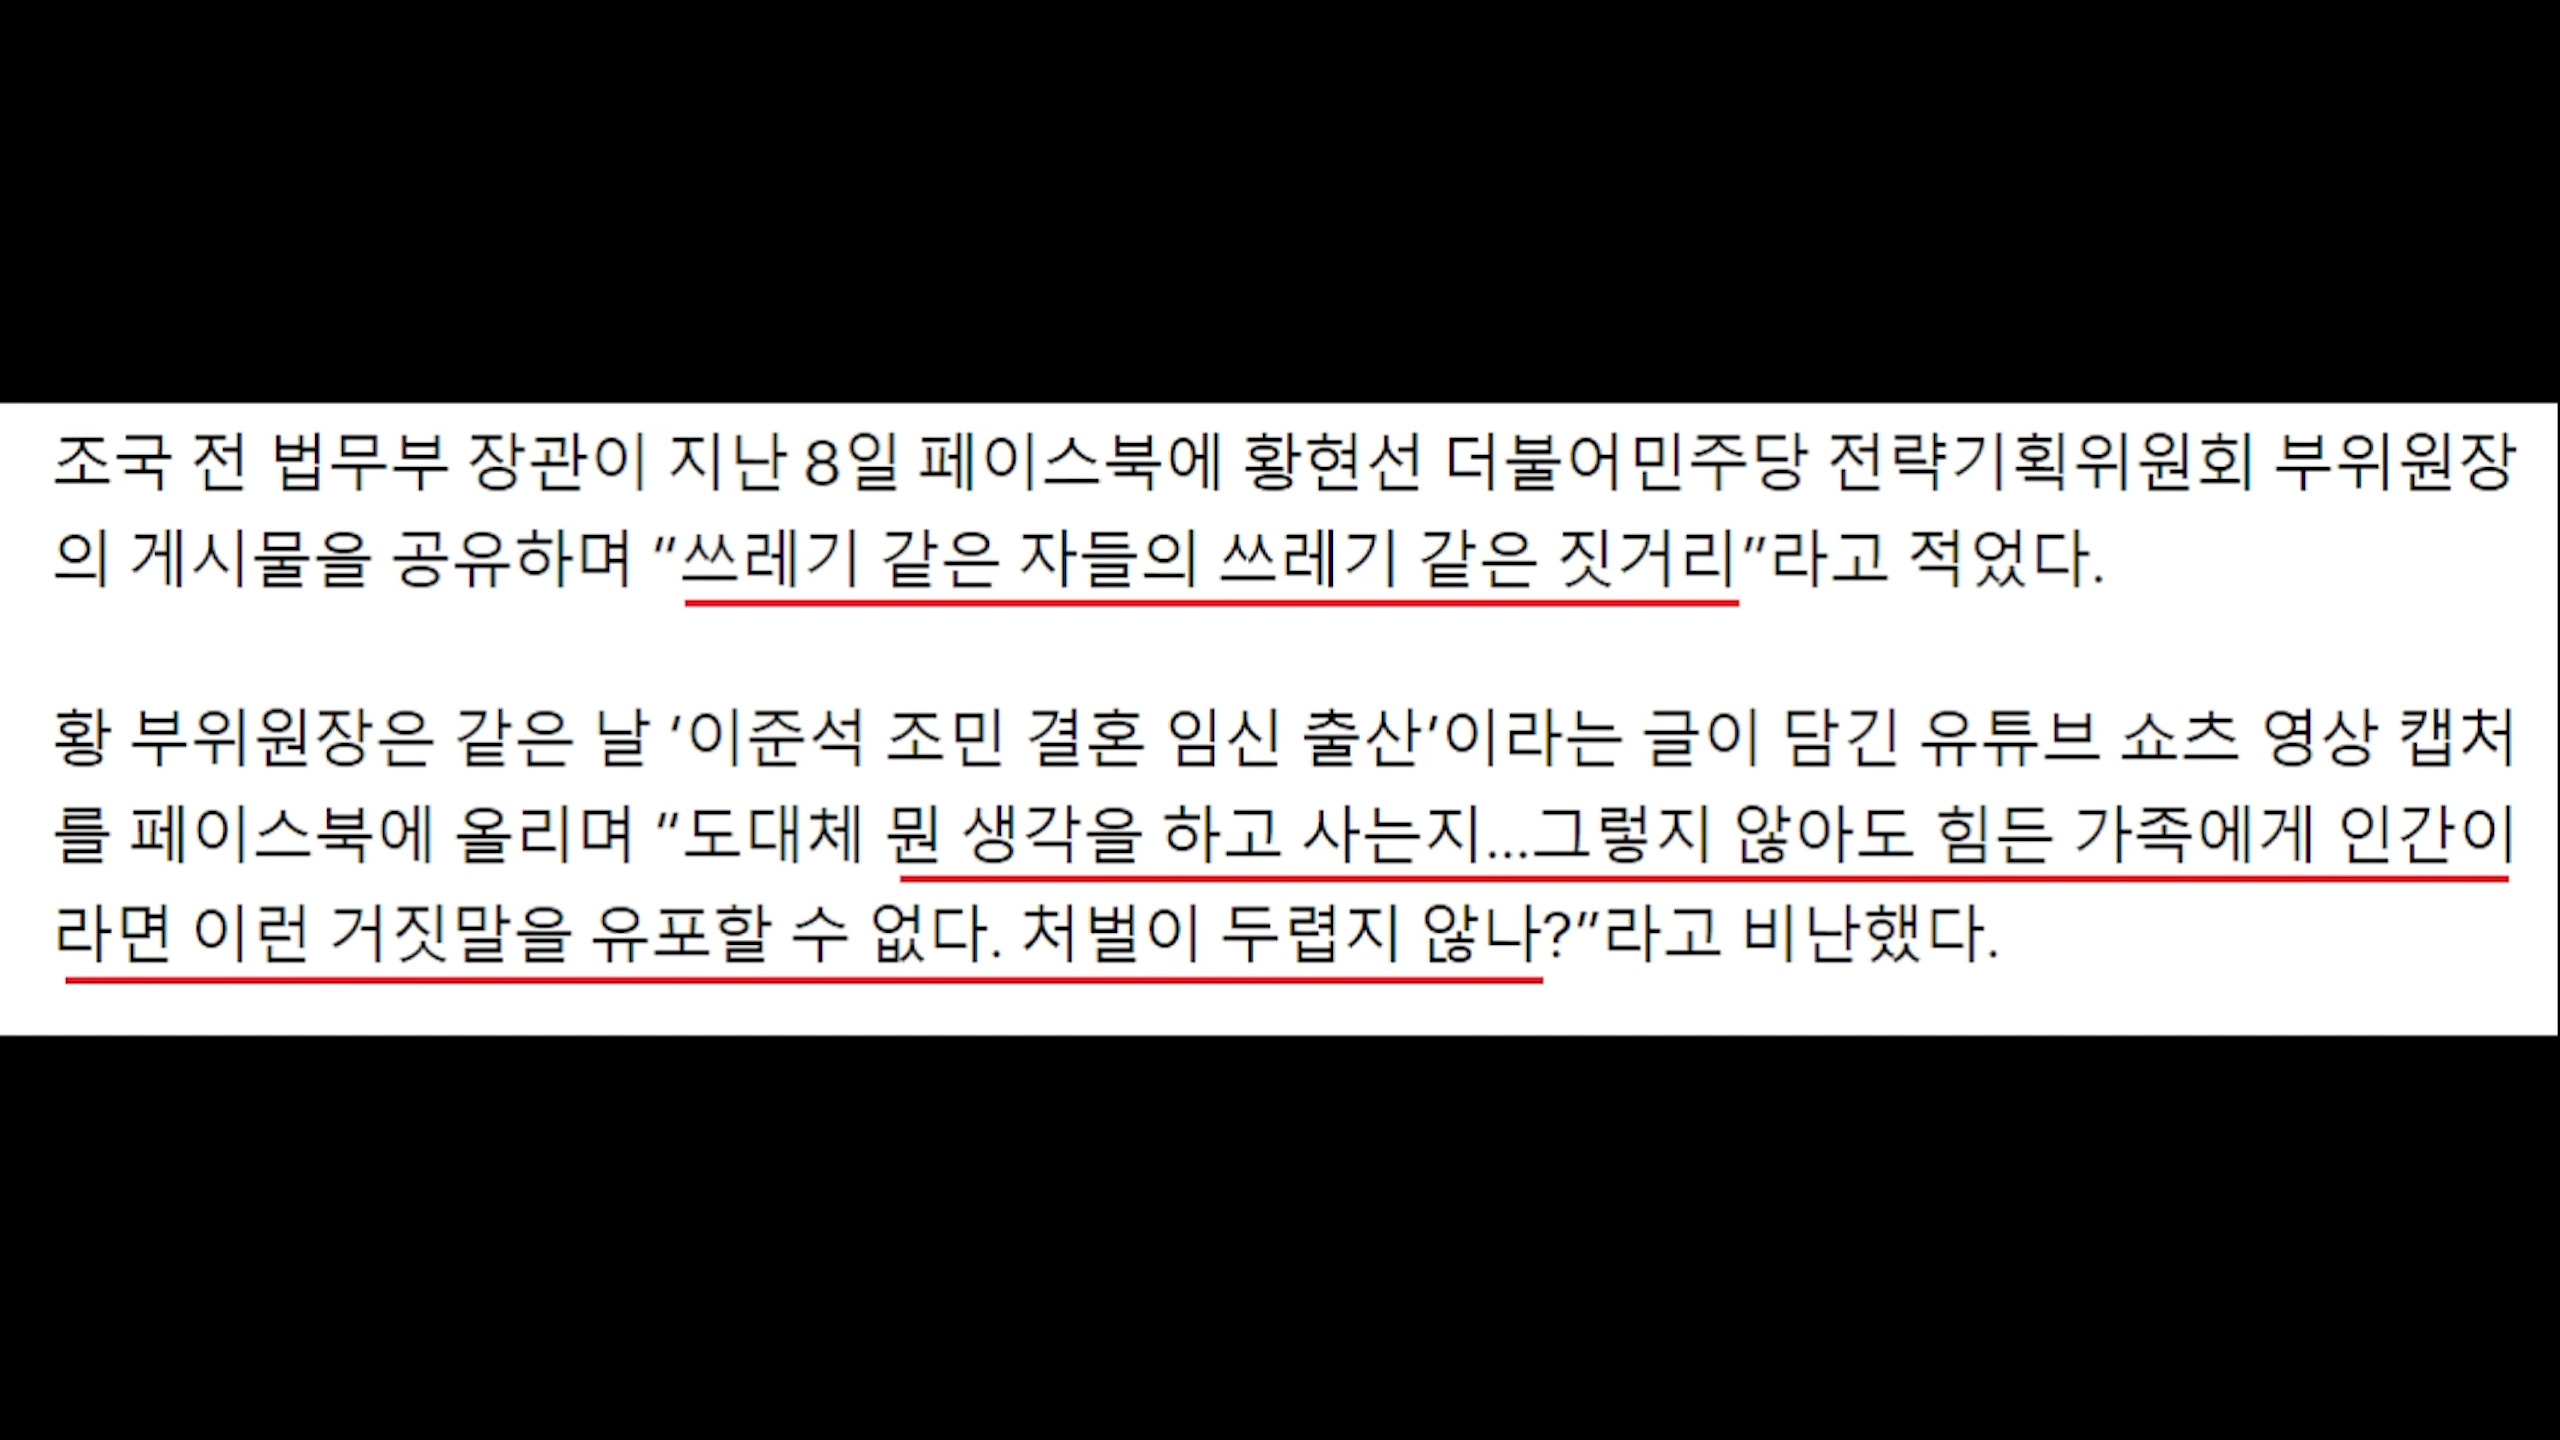 조국 전 법무부 장관이 지난 8일 페이스북에 황현선 더불어민주당 전략기획위원회 부위원장
의 게시물을 공유하며 "쓰레기 같은 자들의 쓰레기 같은 짓거리"라고 적었다.
황 부위원장은 같은 날 '이준석 조민 결혼 임신 출산'이라는 글이 담긴 유튜브 쇼츠 영상 캡처
를 페이스북에 올리며 "도대체 뭔 생각을 하고 사는지...그렇지 않아도 힘든 가족에게 인간이
라면 이런 거짓말을 유포할 수 없다. 처벌이 두렵지 않나?"라고 비난했다.